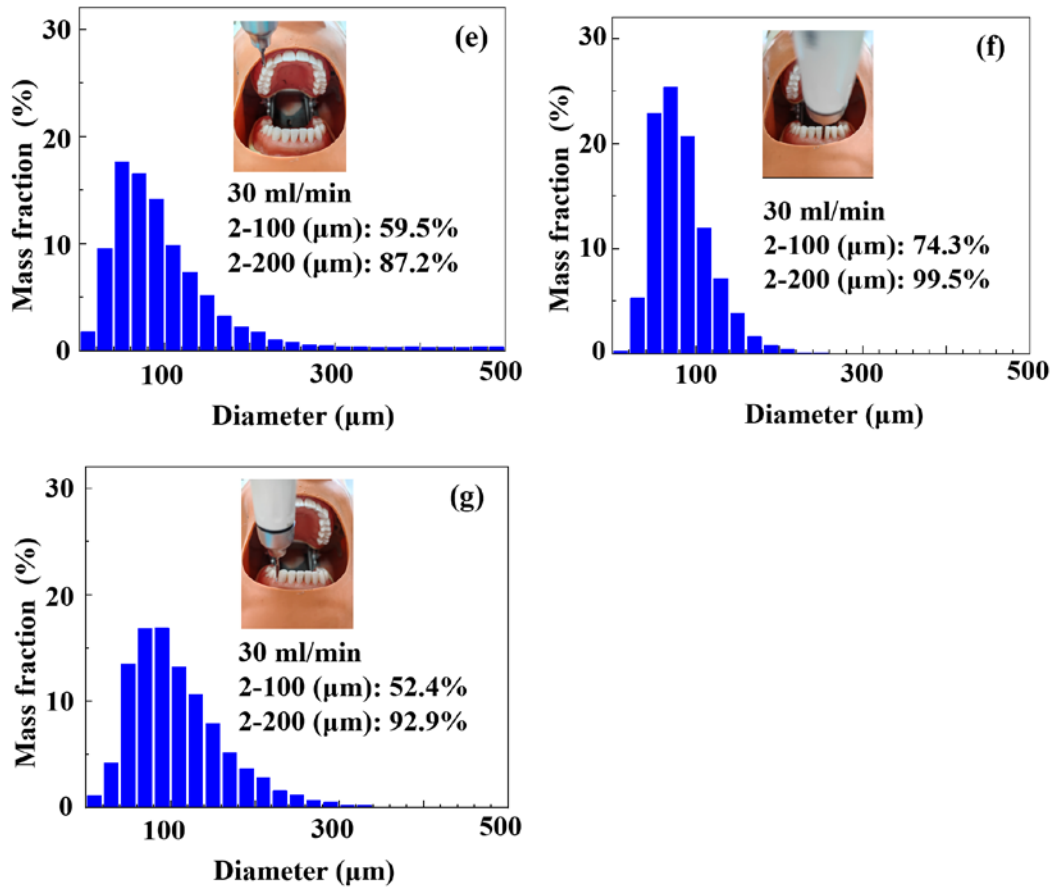 (e)
30
20
10
0
Mass fraction (%)
30 ml/min
2-100 (μm): 59.5%
2-200 (μm): 87.2%
100
300
500
Diameter (μm)
(f)
30
20
10
0
Mass fraction (%)
30 ml/min
2-100 (μm): 74.3%
2-200 (μm): 99.5%
100
300
500
Diameter (μm)
(g)
30
20
10
0
Mass fraction (%)
30 ml/min
2-100 (μm): 52.4%
2-200 (μm): 92.9%
100
300
500
Diameter (μm)